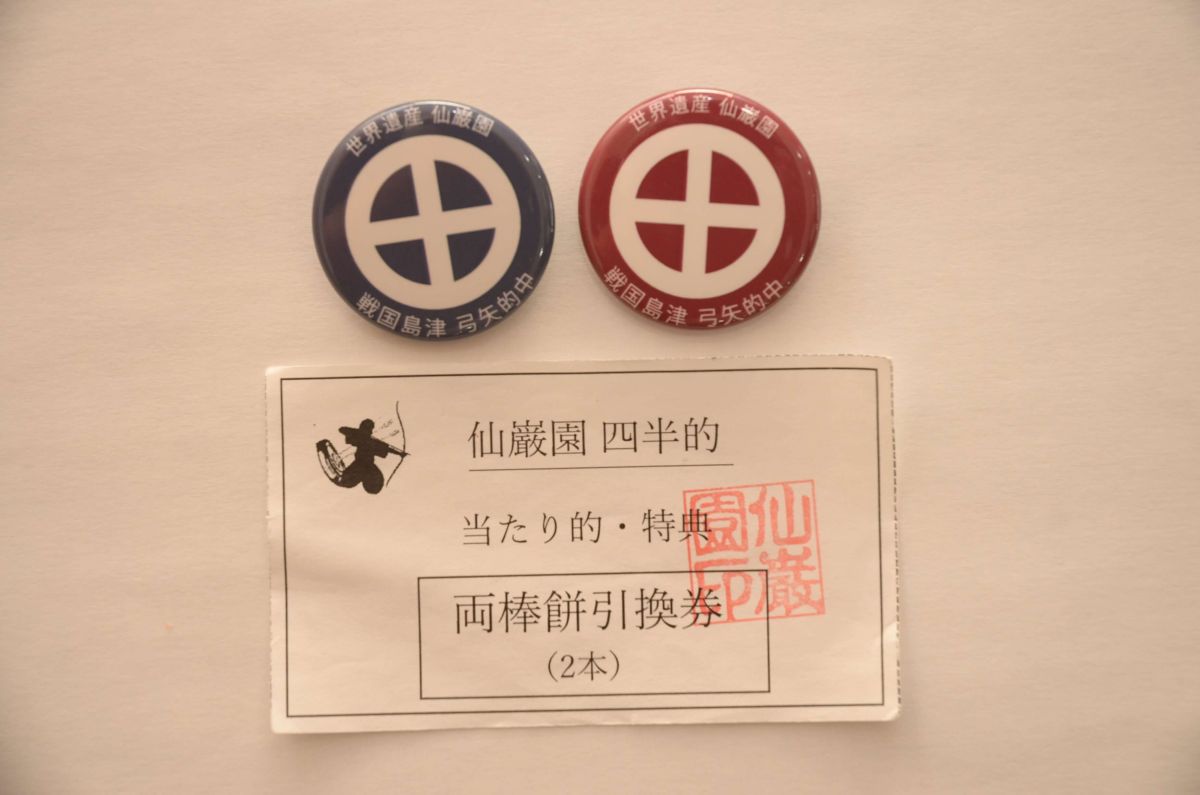 世界遺産 仙巌園
戦国島津 弓矢的中
世界遺産 仙巌園
戦国島津 弓矢的中
仙巌園 四半的
当たり的・特典
両棒餅引換券
（2本）
仙巌
園印